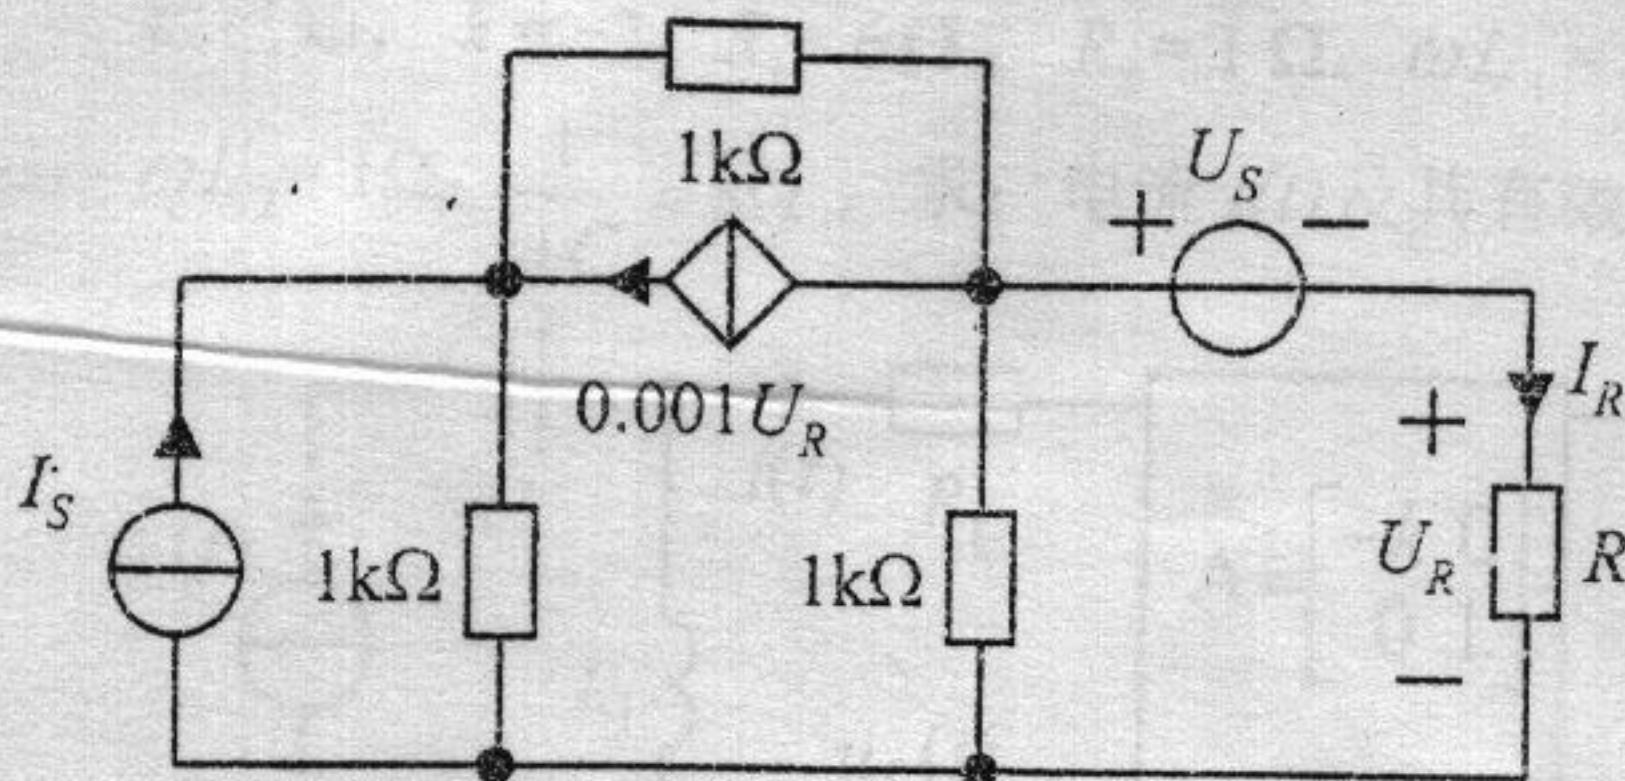 1kΩ
U_S
+ −
0.001U_R
I_R
+
I_S
1kΩ
1kΩ
U_R
R
−